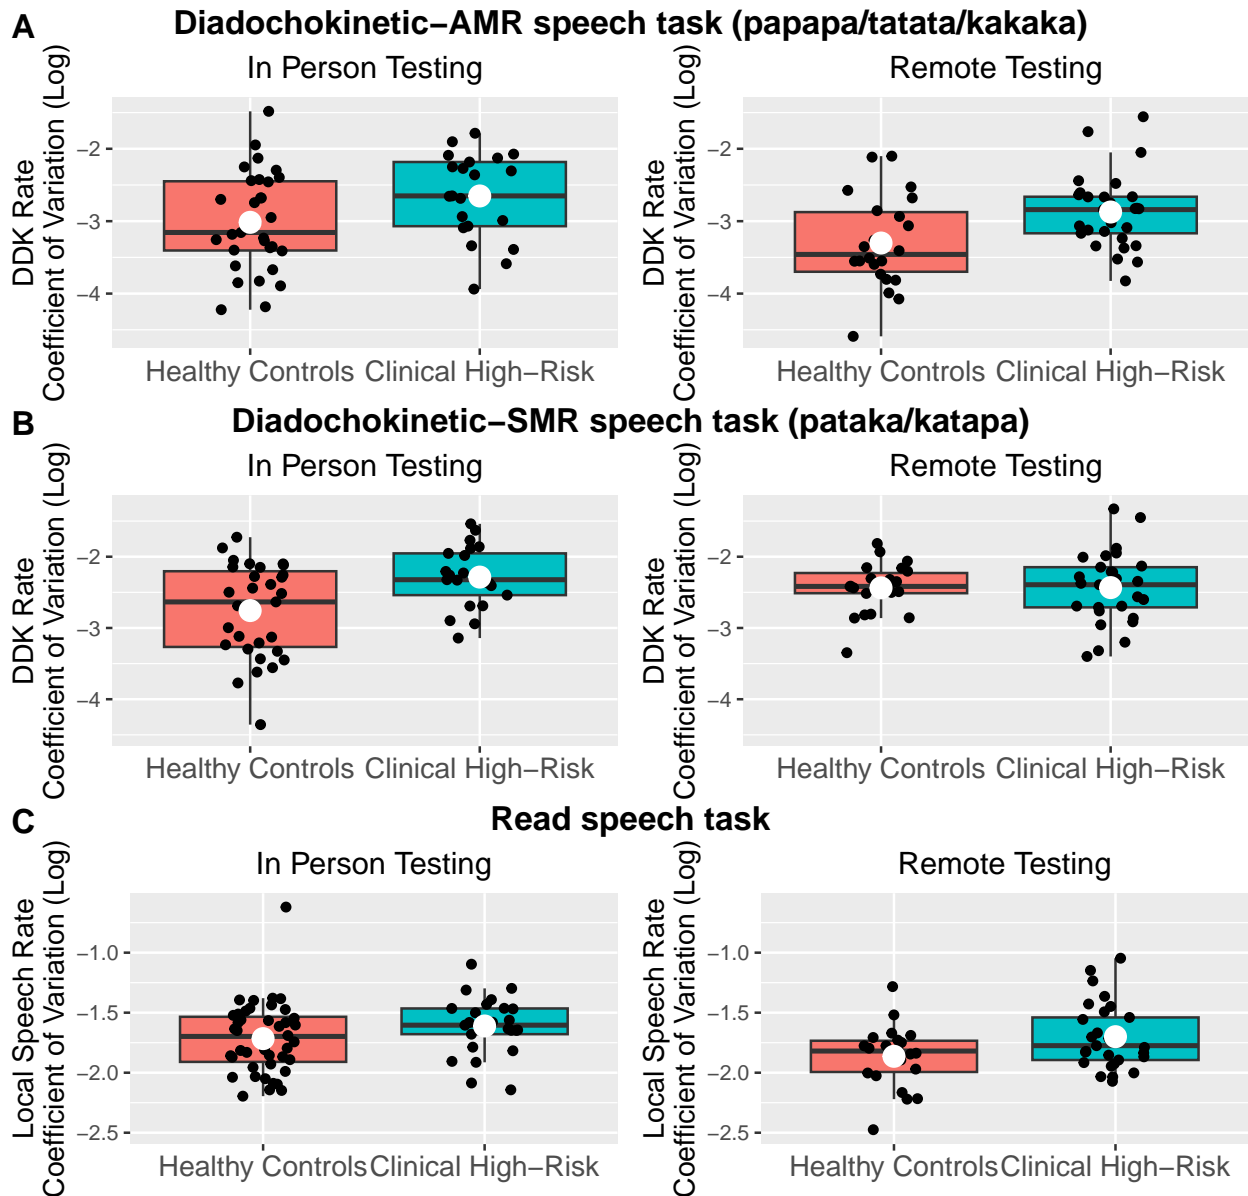 A
Diadochokinetic−AMR speech task (papapa/tatata/kakaka)
In Person Testing
DDK Rate
Coefficient of Variation (Log)
−2
−3
−4
Healthy Controls
Clinical High−Risk
Remote Testing
DDK Rate
Coefficient of Variation (Log)
−2
−3
−4
Healthy Controls
Clinical High−Risk
B
Diadochokinetic−SMR speech task (pataka/katapa)
In Person Testing
DDK Rate
Coefficient of Variation (Log)
−2
−3
−4
Healthy Controls
Clinical High−Risk
Remote Testing
DDK Rate
Coefficient of Variation (Log)
−2
−3
−4
Healthy Controls
Clinical High−Risk
C
Read speech task
In Person Testing
Local Speech Rate
Coefficient of Variation (Log)
−1.0
−1.5
−2.0
−2.5
Healthy Controls
Clinical High−Risk
Remote Testing
Local Speech Rate
Coefficient of Variation (Log)
−1.0
−1.5
−2.0
−2.5
Healthy Controls
Clinical High−Risk